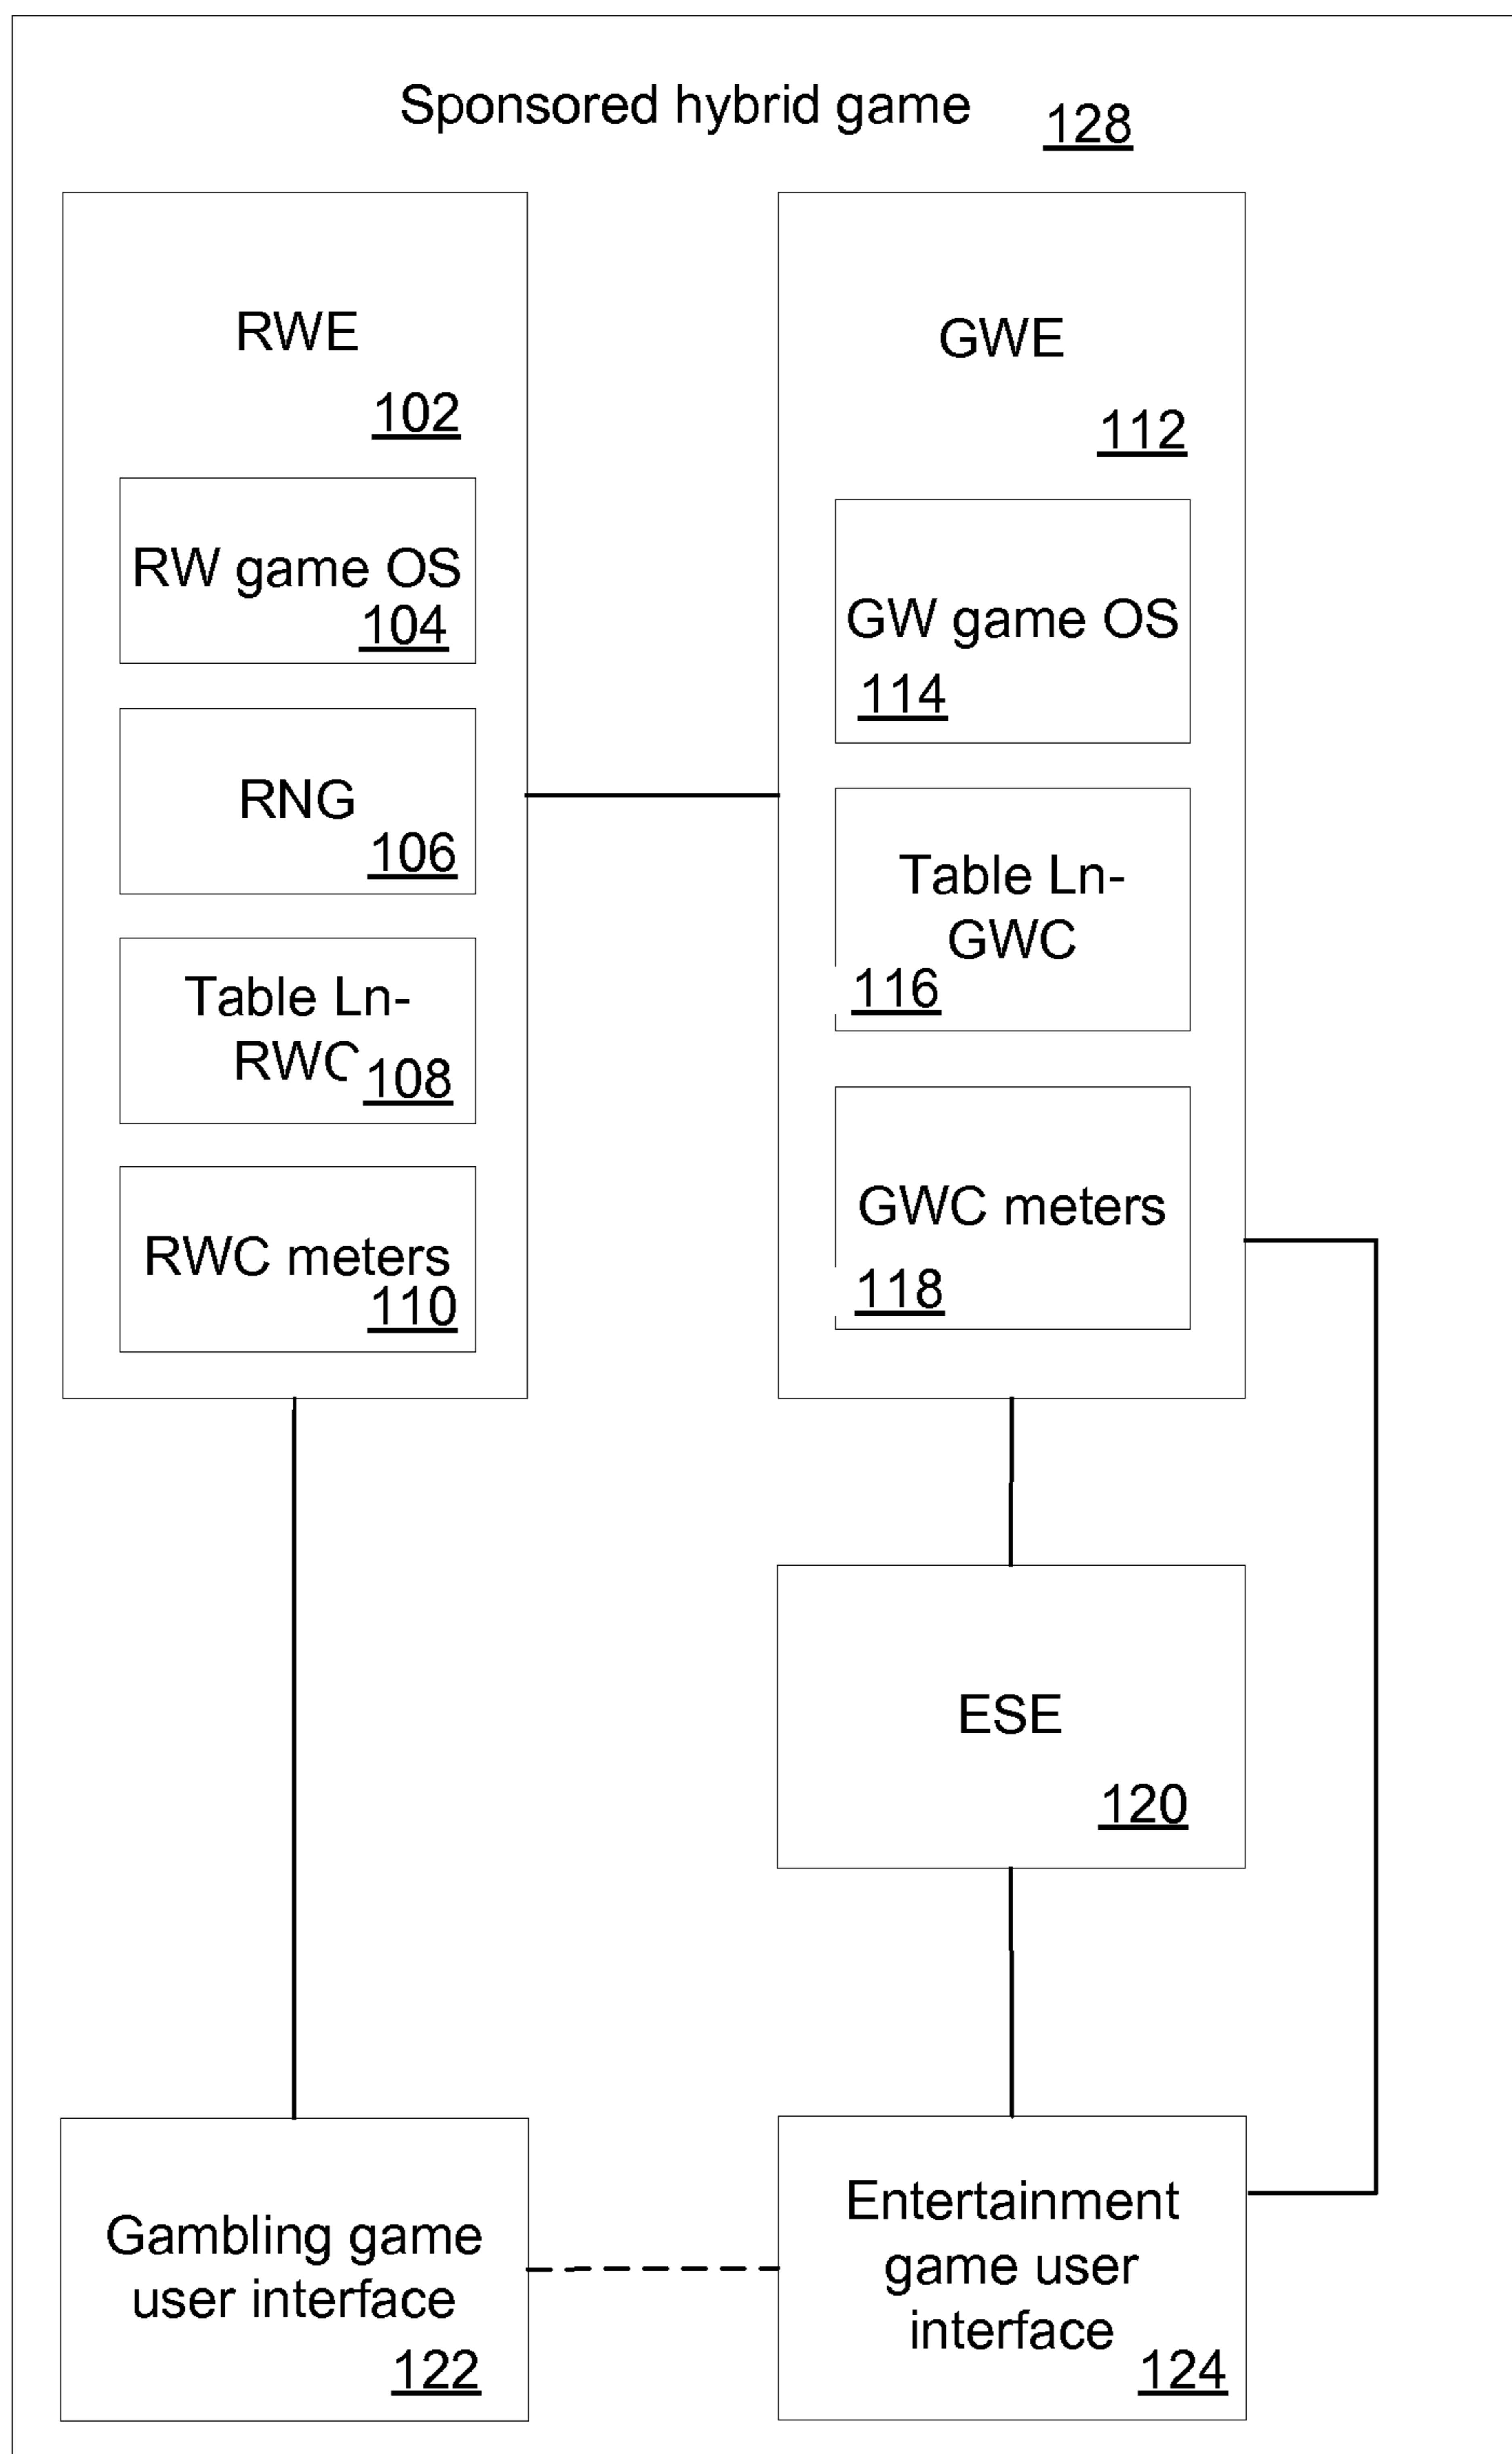 Sponsored hybrid game
128
RWE
102
RW game OS
104
RNG
106
Table Ln-
RWC
108
RWC meters
110
GWE
112
GW game OS
114
Table Ln-
GWC
116
GWC meters
118
ESE
120
Gambling game
user interface
122
Entertainment
game user
interface
124